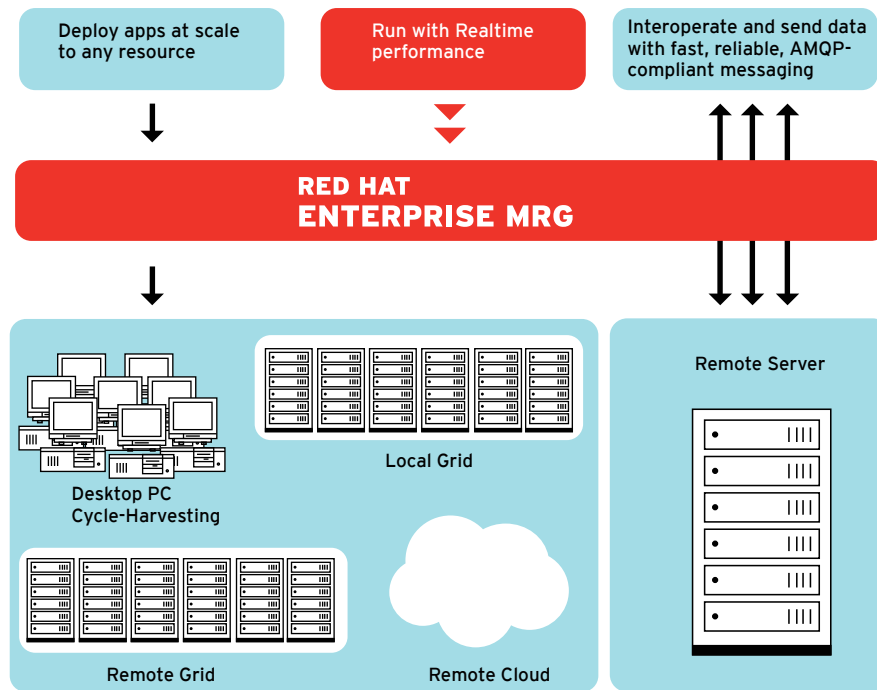 Deploy apps at scale
to any resource
Run with Realtime
performance
Interoperate and send data
with fast, reliable, AMQP-
compliant messaging
RED HAT
ENTERPRISE MRG
Desktop PC
Cycle-Harvesting
Local Grid
Remote Grid
Remote Cloud
Remote Server